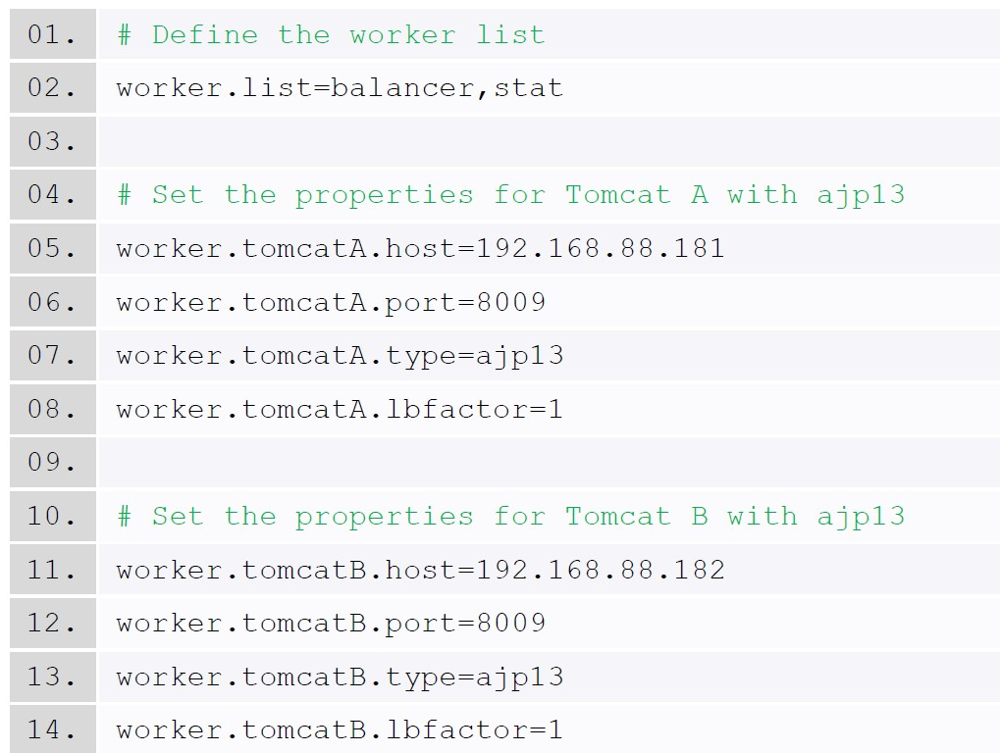 01. # Define the worker list
02. worker.list=balancer,stat
03.
04. # Set the properties for Tomcat A with ajp13
05. worker.tomcatA.host=192.168.88.181
06. worker.tomcatA.port=8009
07. worker.tomcatA.type=ajp13
08. worker.tomcatA.lbfactor=1
09.
10. # Set the properties for Tomcat B with ajp13
11. worker.tomcatB.host=192.168.88.182
12. worker.tomcatB.port=8009
13. worker.tomcatB.type=ajp13
14. worker.tomcatB.lbfactor=1